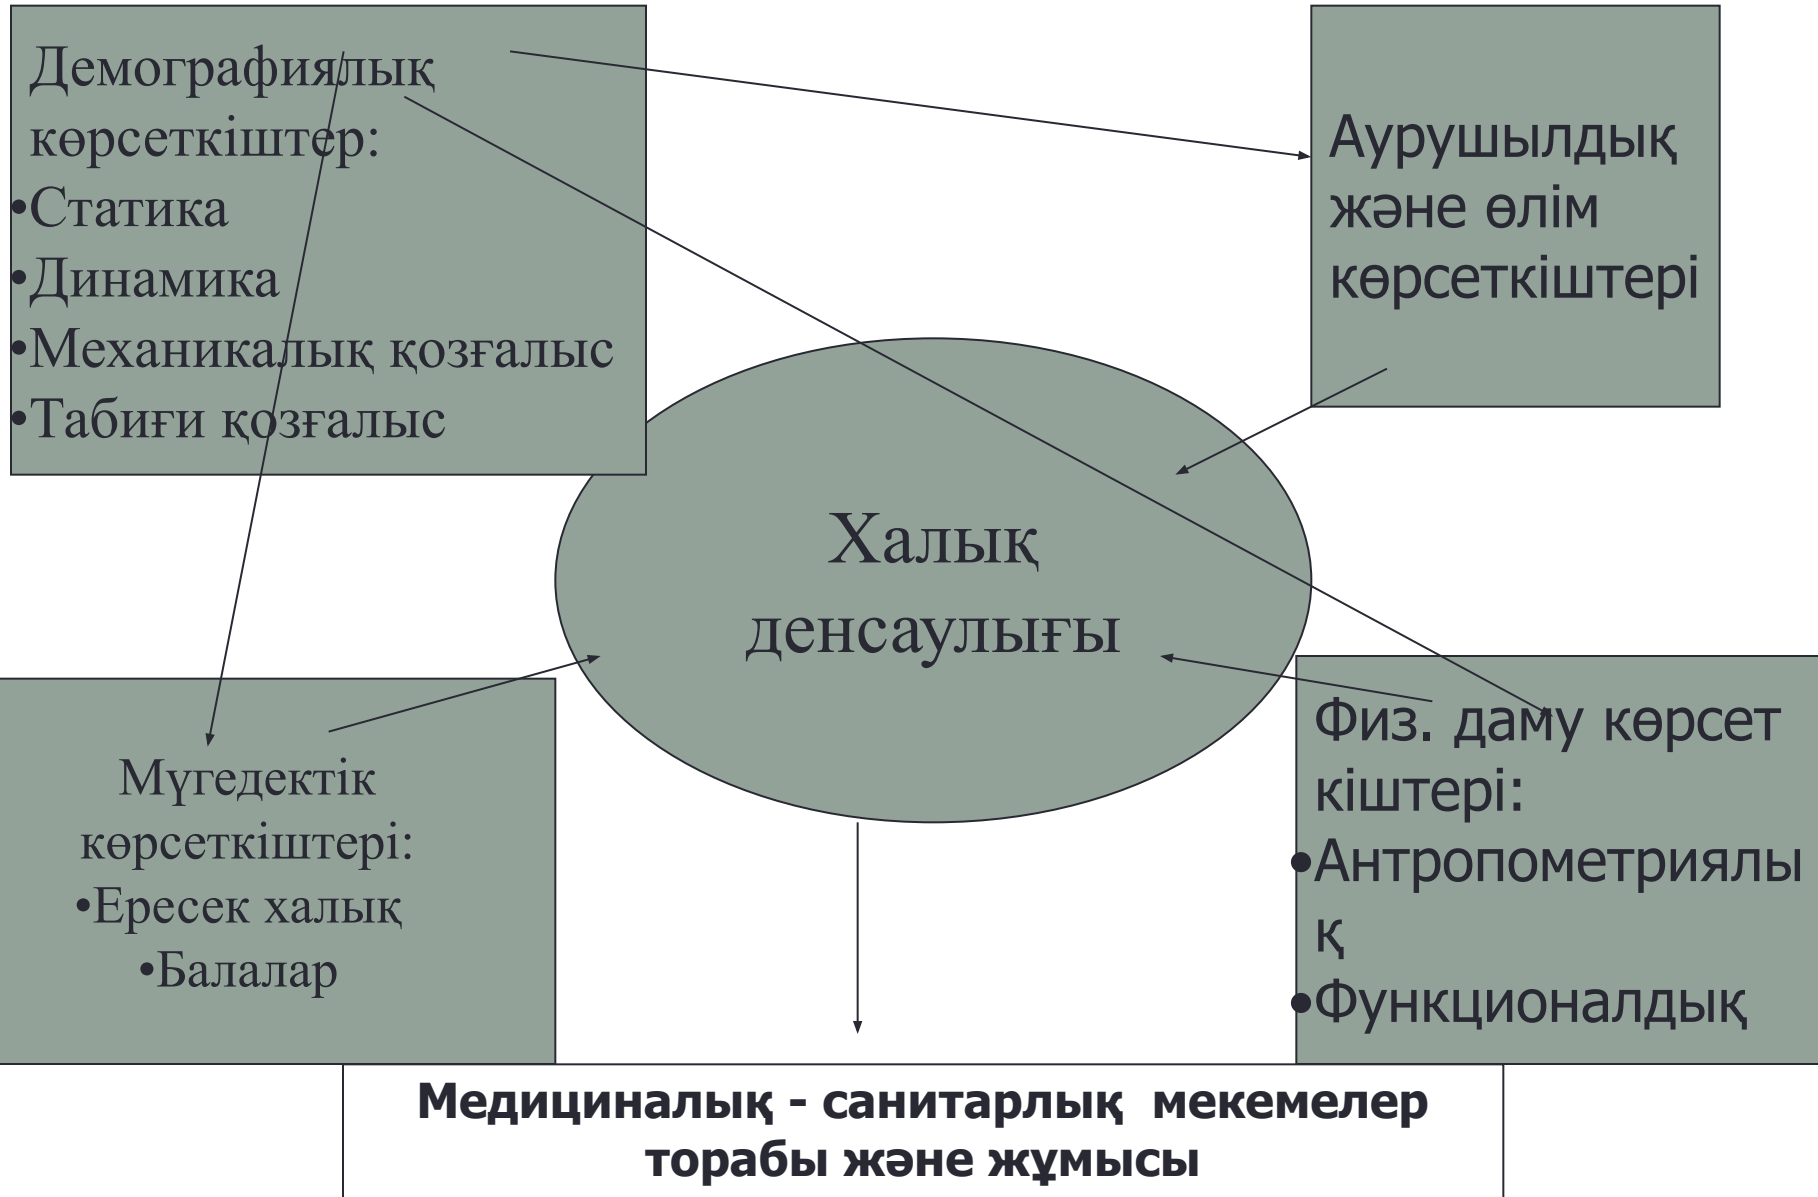 Демографиялық
көрсеткіштер:
•Статика
•Динамика
•Механикалық қозғалыс
•Табиғи қозғалыс
Аурушылдық
және өлім
көрсеткіштері
Халық
денсаулығы
Мүгедектік
көрсеткіштері:
•Ересек халық
•Балалар
Физ. даму көрсет
кіштері:
•Антропометриялы
қ
•Функционалдық
Медициналық - санитарлық мекемелер
торабы және жұмысы